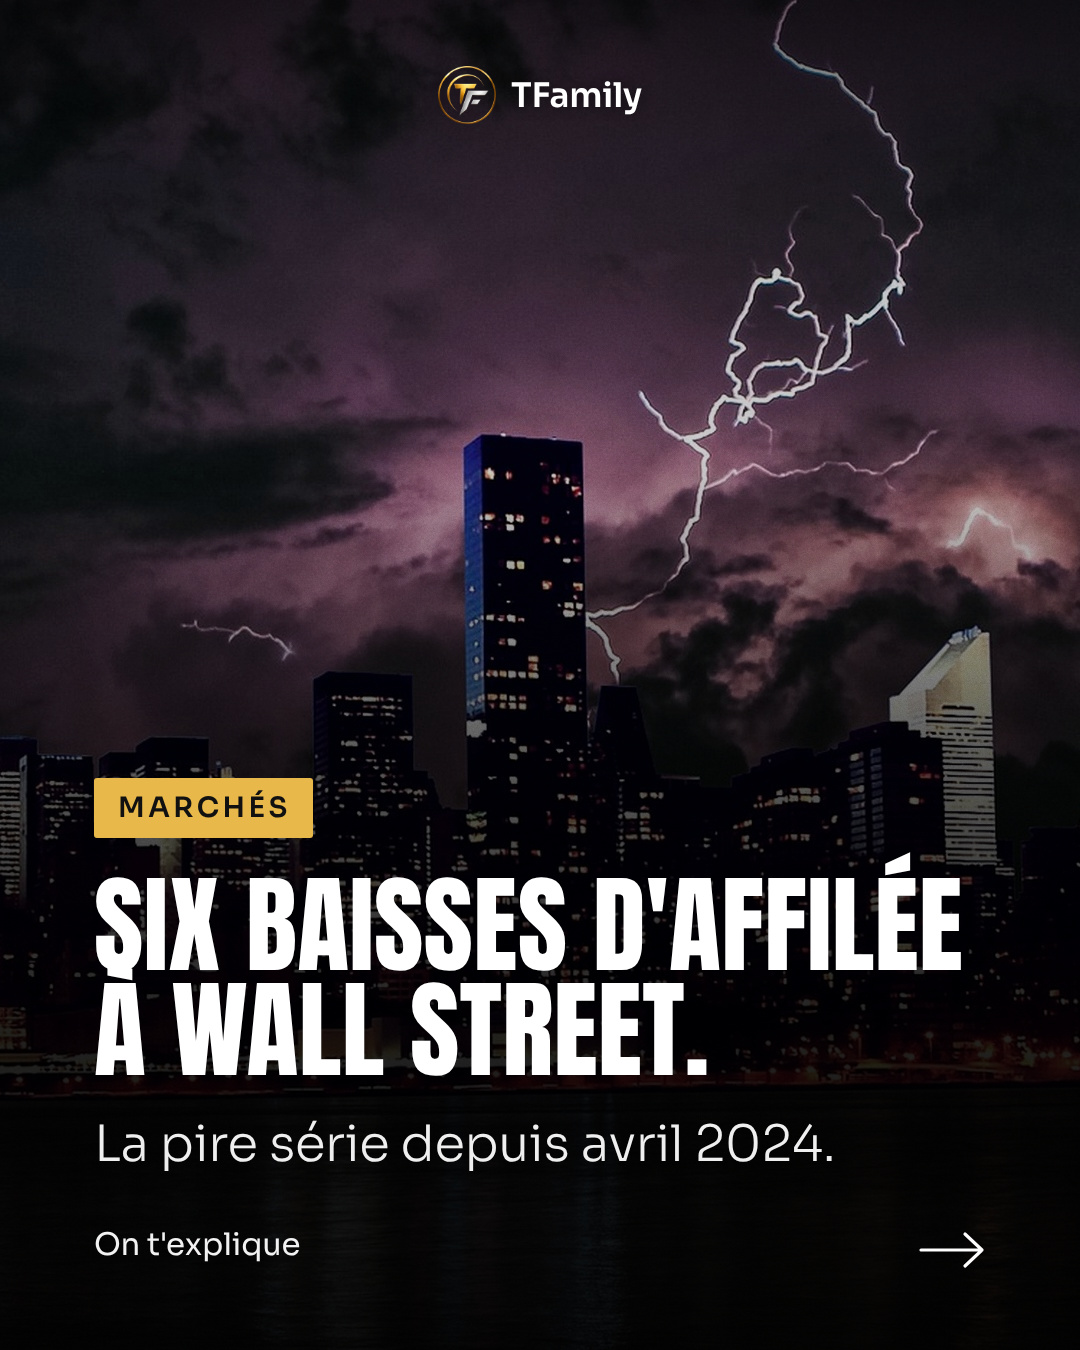 TFamily
MARCHÉS
SIX BAISSES D'AFFILÉE
À WALL STREET.
La pire série depuis avril 2024.
On t'explique